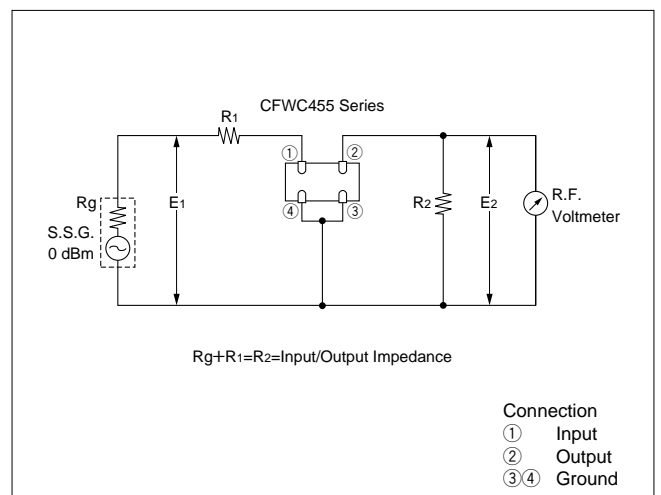 CFWC455 Series
R1
①
②
Rg
S.S.G.
0 dBm
E1
④
③
R2
E2
R.F.
Voltmeter
Rg+R1=R2=Input/Output Impedance
Connection
① Input
② Output
③④ Ground